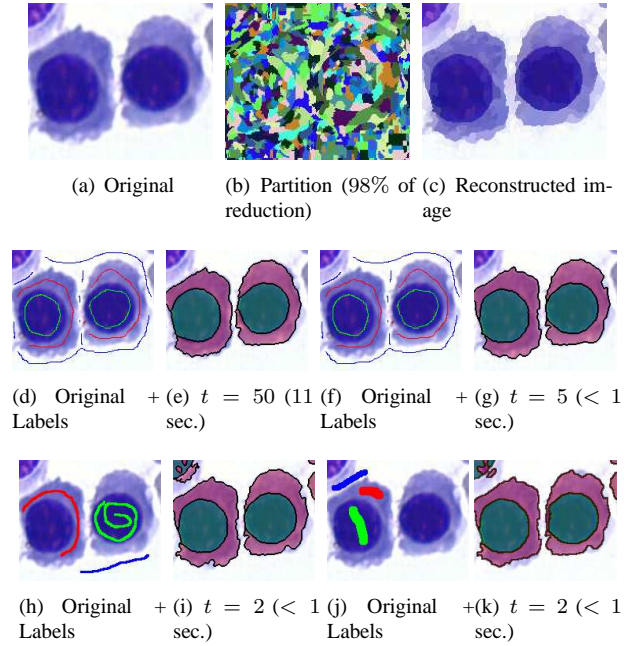 (a) Original
(b) Partition (98% of reduction)
(c) Reconstructed im-
age
(d) Original + Labels
(e) t = 50 (11 sec.)
(f) Original + Labels
(g) t = 5 (< 1 sec.)
(h) Original + Labels
(i) t = 2 (< 1 sec.)
(j) Original + Labels
(k) t = 2 (< 1 sec.)